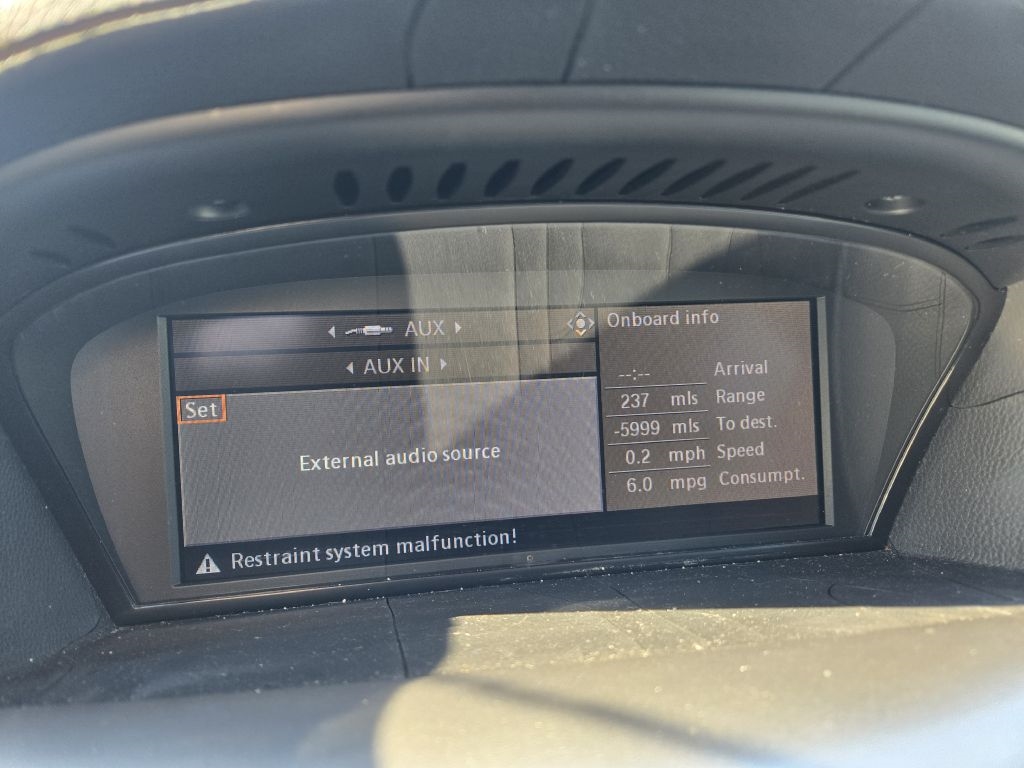 AUX
AUX IN
Set
External audio source
Restraint system malfunction!
Onboard info
--:-- Arrival
237 mls Range
-5999 mls To dest.
0.2 mph Speed
6.0 mpg Consumpt.